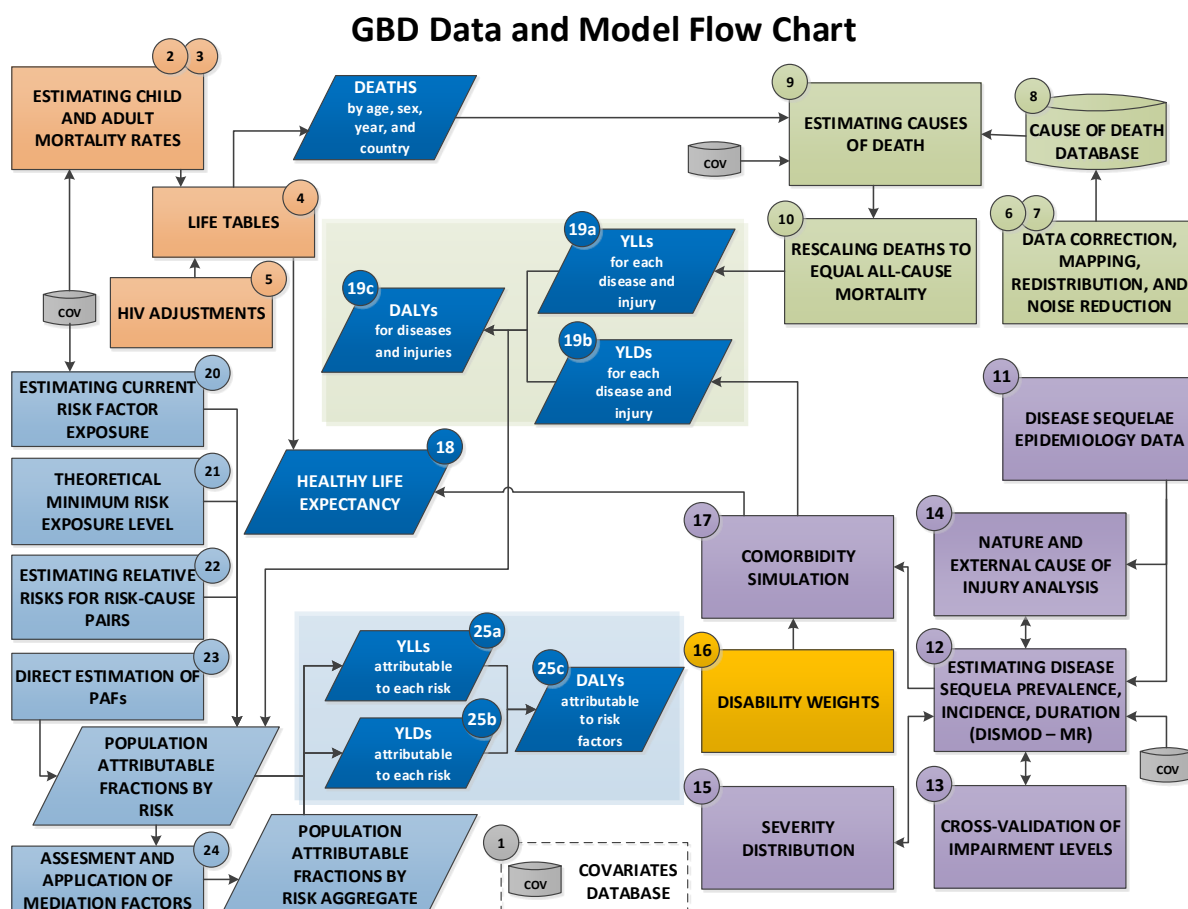 GBD Data and Model Flow Chart
2
3
ESTIMATING CHILD
AND ADULT
MORTALITY RATES
DEATHS
by age, sex,
year, and
country
9
ESTIMATING CAUSES
OF DEATH
8
CAUSE OF DEATH
DATABASE
COV
4
LIFE TABLES
5
HIV ADJUSTMENTS
COV
19a
YLLs
for each
disease and
injury
19c
DALYs
for diseases
and injuries
19b
YLDs
for each
disease and
injury
10
RESCALING DEATHS TO
EQUAL ALL-CAUSE
MORTALITY
6
7
DATA CORRECTION,
MAPPING,
REDISTRIBUTION, AND
NOISE REDUCTION
20
ESTIMATING CURRENT
RISK FACTOR
EXPOSURE
11
DISEASE SEQUELAE
EPIDEMIOLOGY DATA
18
HEALTHY LIFE
EXPECTANCY
21
THEORETICAL
MINIMUM RISK
EXPOSURE LEVEL
17
COMORBIDITY
SIMULATION
14
NATURE AND
EXTERNAL CAUSE OF
INJURY ANALYSIS
22
ESTIMATING RELATIVE
RISKS FOR RISK-CAUSE
PAIRS
23
DIRECT ESTIMATION OF
PAFs
25a
YLLs
attributable
to each risk
25b
YLDs
attributable
to each risk
25c
DALYs
attributable
to risk
factors
16
DISABILITY WEIGHTS
12
ESTIMATING DISEASE
SEQUELA PREVALENCE,
INCIDENCE, DURATION
(DISMOD – MR)
COV
POPULATION
ATTRIBUTABLE
FRACTIONS BY
RISK
15
SEVERITY
DISTRIBUTION
13
CROSS-VALIDATION OF
IMPAIRMENT LEVELS
24
ASSESMENT AND
APPLICATION OF
MEDIATION FACTORS
POPULATION
ATTRIBUTABLE
FRACTIONS BY
RISK AGGREGATE
1
COV
COVARIATES
DATABASE